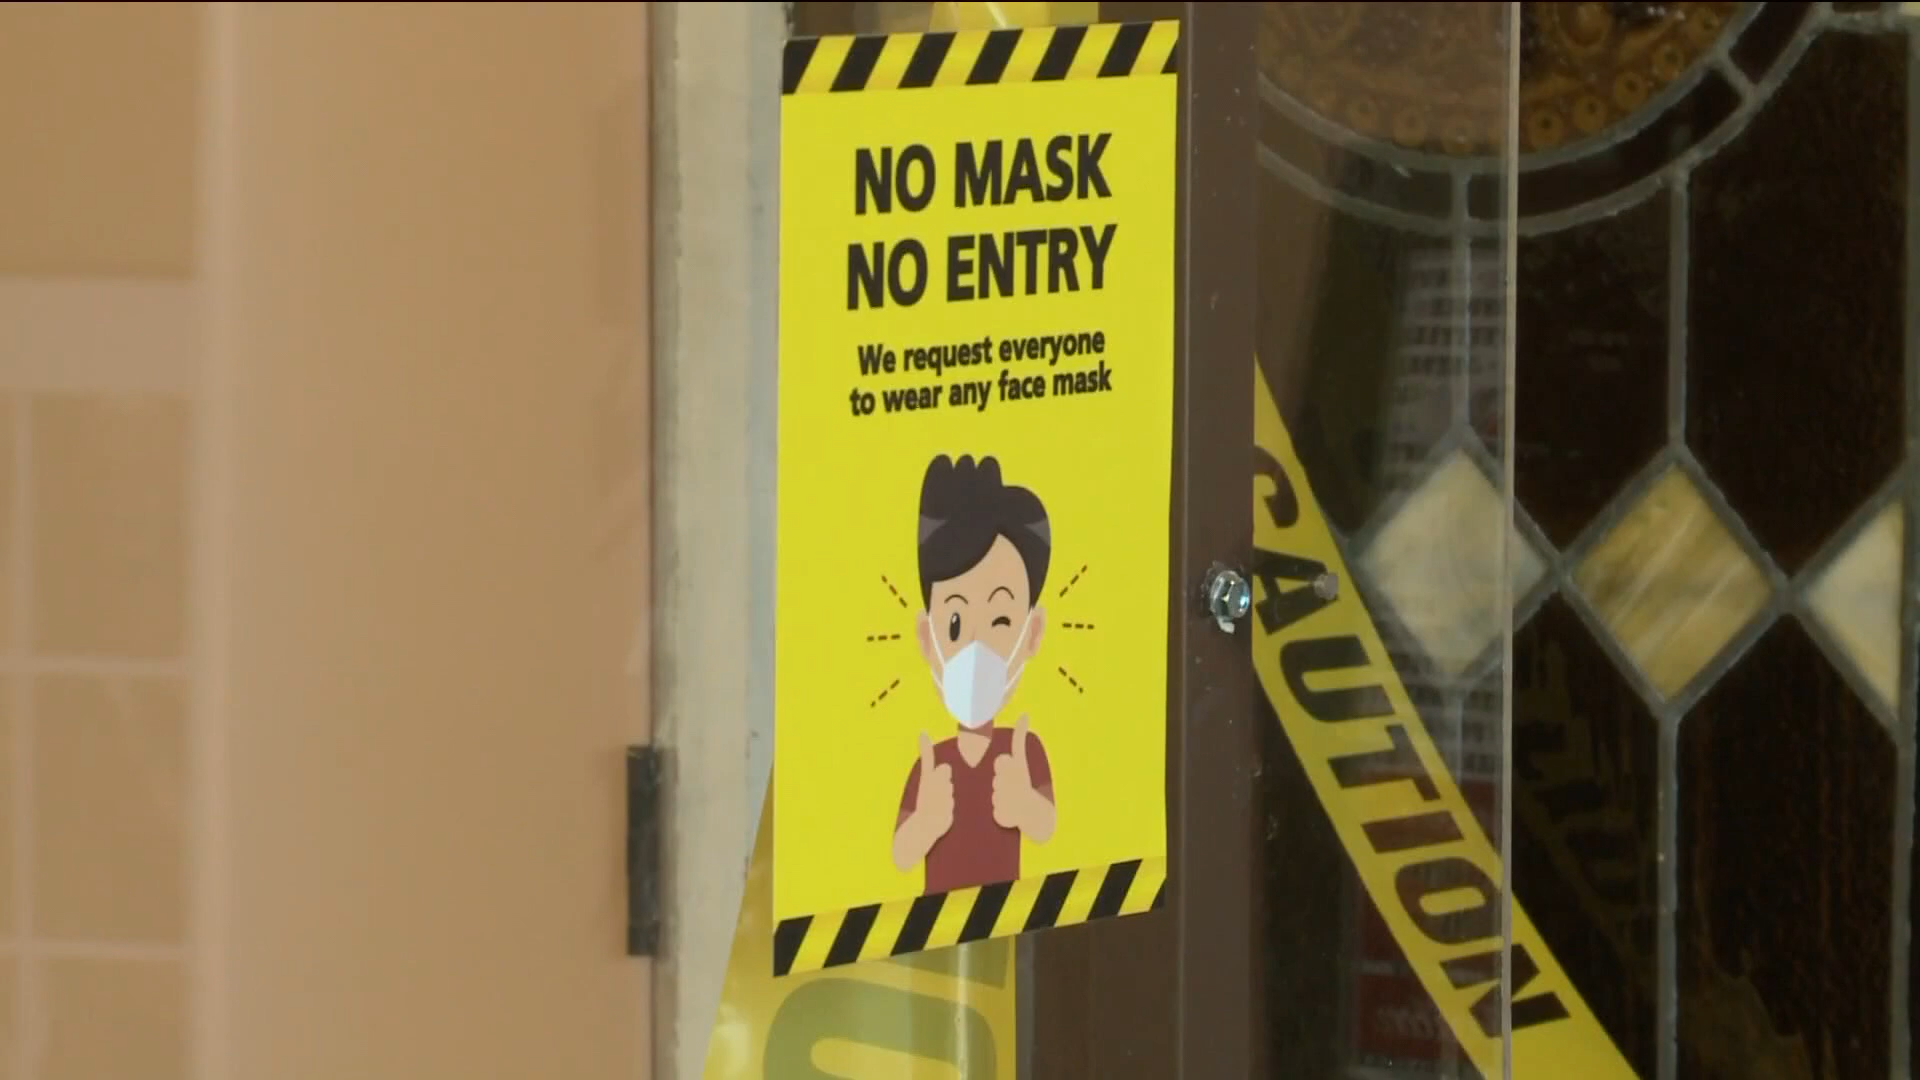 NO MASK
NO ENTRY
We request everyone
to wear any face mask
CAUTION